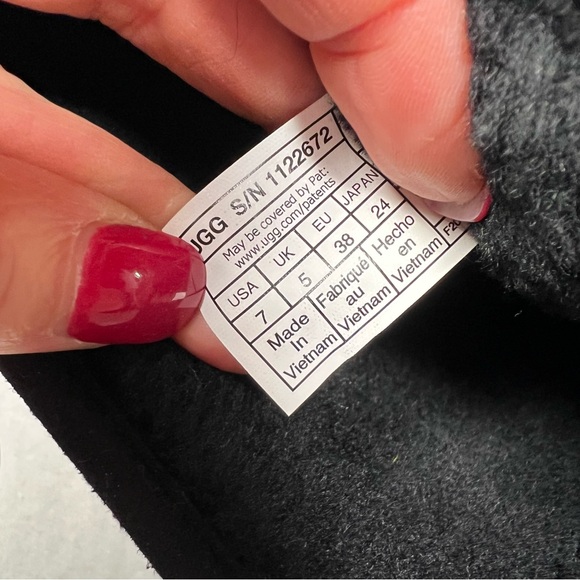 UGG S/N 1122672
May be covered by Pat:
www.ugg.com/patents
USA UK EU JAPAN
7 5 38 24
Made In Vietnam
Fabriqué au Vietnam
Hecho en Vietnam